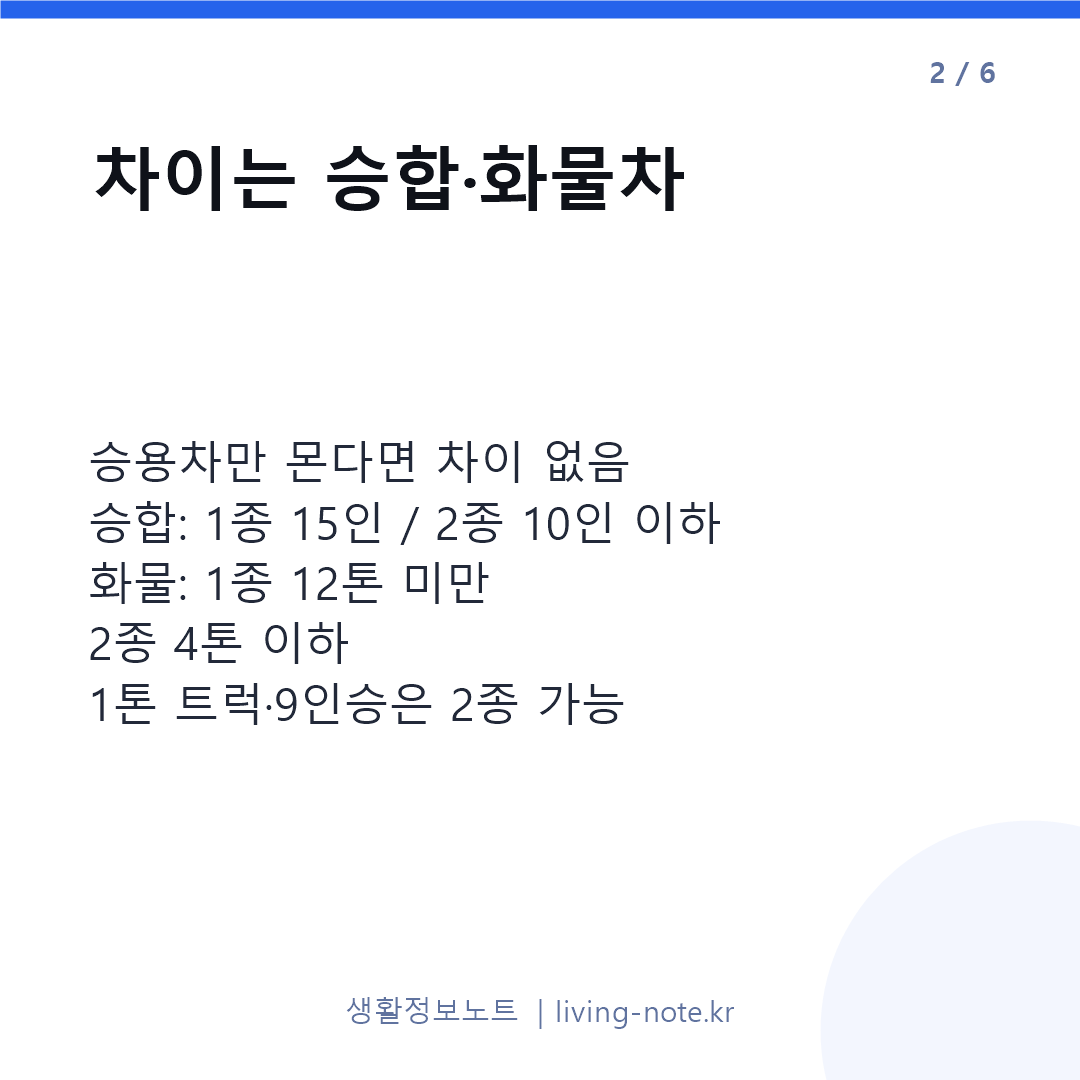 2 / 6
차이는 승합·화물차
승용차만 몬다면 차이 없음
승합: 1종 15인 / 2종 10인 이하
화물: 1종 12톤 미만
2종 4톤 이하
1톤 트럭·9인승은 2종 가능
생활정보노트 | living-note.kr